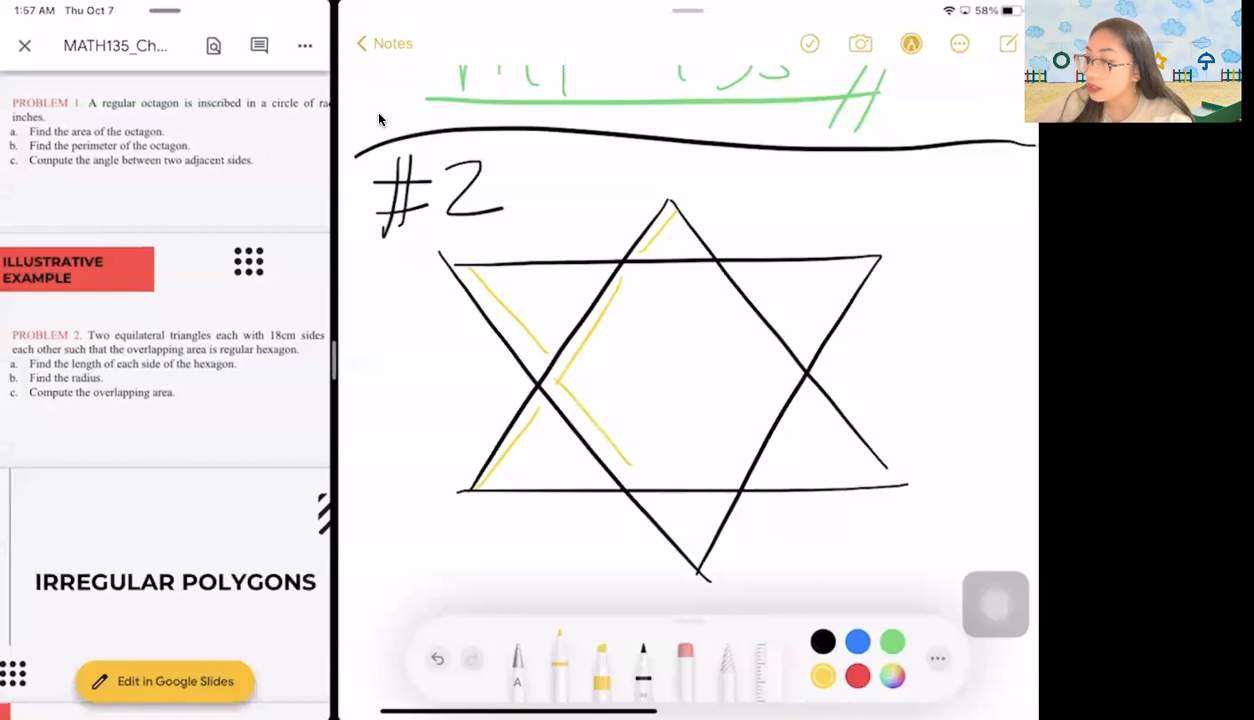 1:57 AM Thu Oct 7
58%
MATH135_Ch...
PROBLEM 1. A regular octagon is inscribed in a circle of
inches.
a. Find the area of the octagon.
b. Find the perimeter of the octagon.
c. Compute the angle between two adjacent sides.
ILLUSTRATIVE
EXAMPLE
PROBLEM 2. Two equilateral triangles each with 18cm sides
each other such that the overlapping area is regular hexagon.
a. Find the length of each side of the hexagon.
b. Find the radius.
c. Compute the overlapping area.
IRREGULAR POLYGONS
Edit in Google Slides
Notes
#2
A